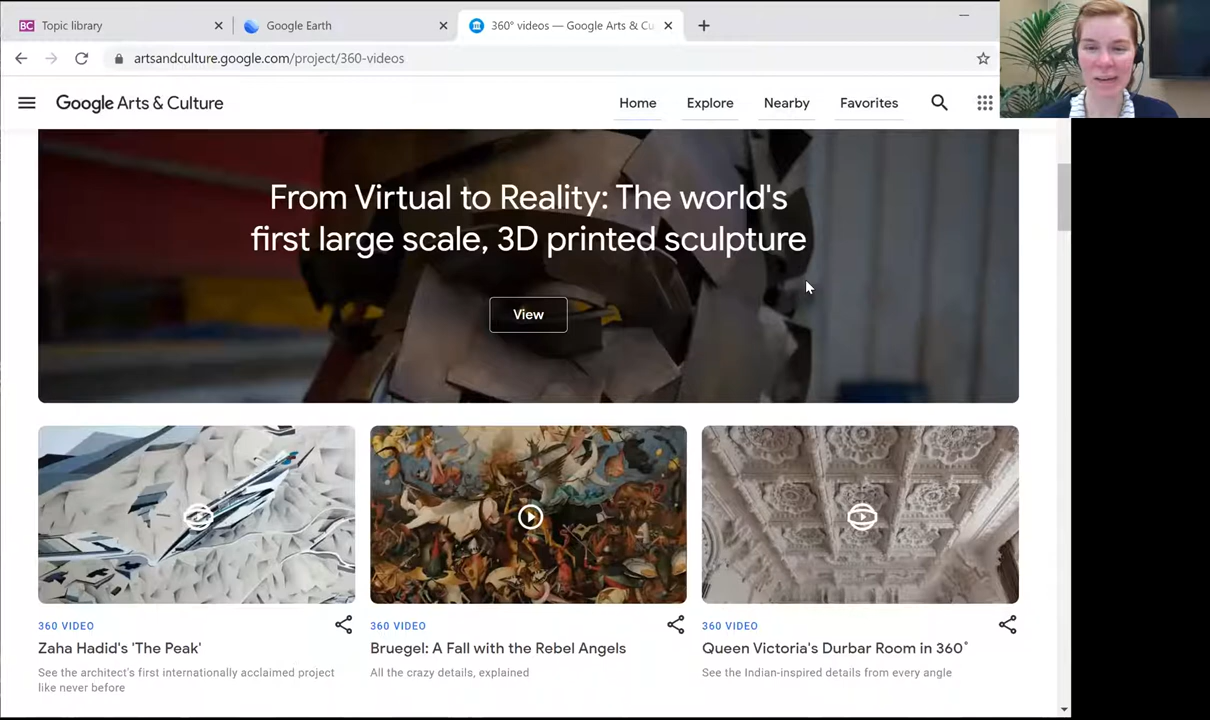 BC Topic library
Google Earth
360° videos — Google Arts & Cu
artsandculture.google.com/project/360-videos
Google Arts & Culture
Home
Explore
Nearby
Favorites
From Virtual to Reality: The world's
first large scale, 3D printed sculpture
View
360 VIDEO
Zaha Hadid's 'The Peak'
See the architect's first internationally acclaimed project
like never before
360 VIDEO
Bruegel: A Fall with the Rebel Angels
All the crazy details, explained
360 VIDEO
Queen Victoria's Durbar Room in 360°
See the Indian-inspired details from every angle